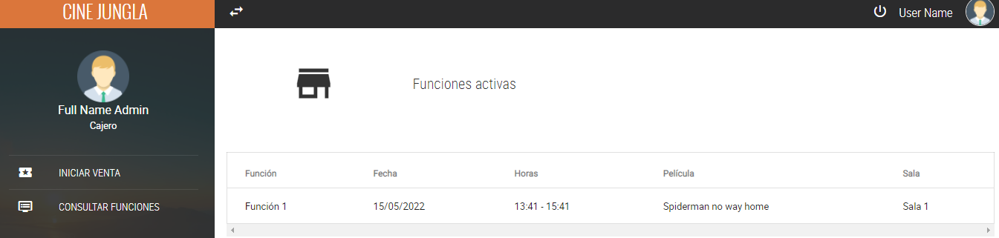 CINE JUNGLA
User Name
Full Name Admin
Cajero
INICIAR VENTA
CONSULTAR FUNCIONES
Funciones activas
Función Fecha Horas Película Sala
Función 1 15/05/2022 13:41 - 15:41 Spiderman no way home Sala 1